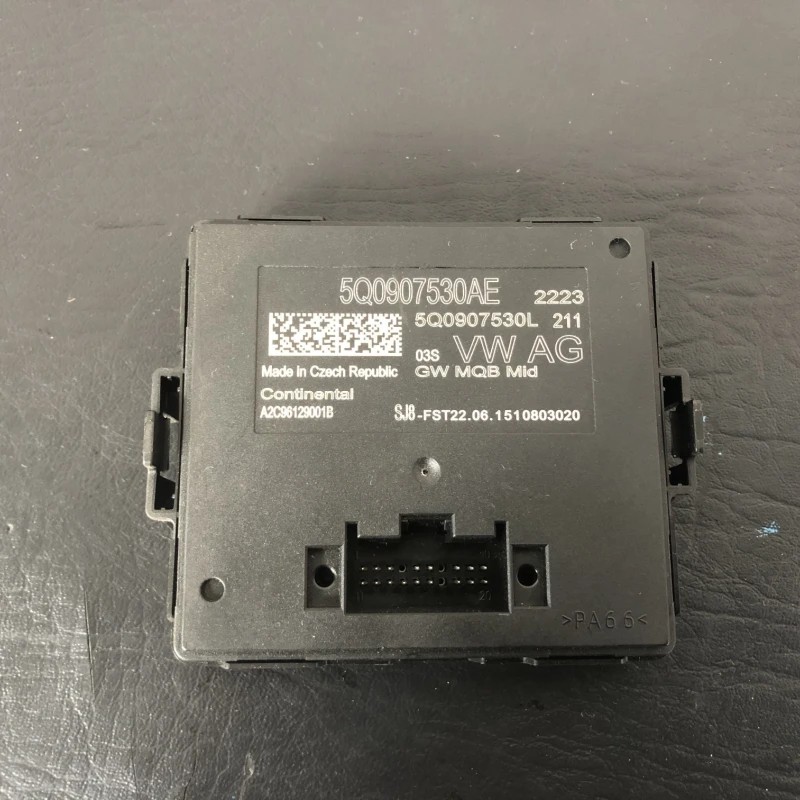 5Q0907530AE 2223
5Q0907530L 211
03S VW AG
Made in Czech Republic GW MQB Mid
Continental
A2C96129001B SJ8-FST22.06.1510803020
20
>PA66<